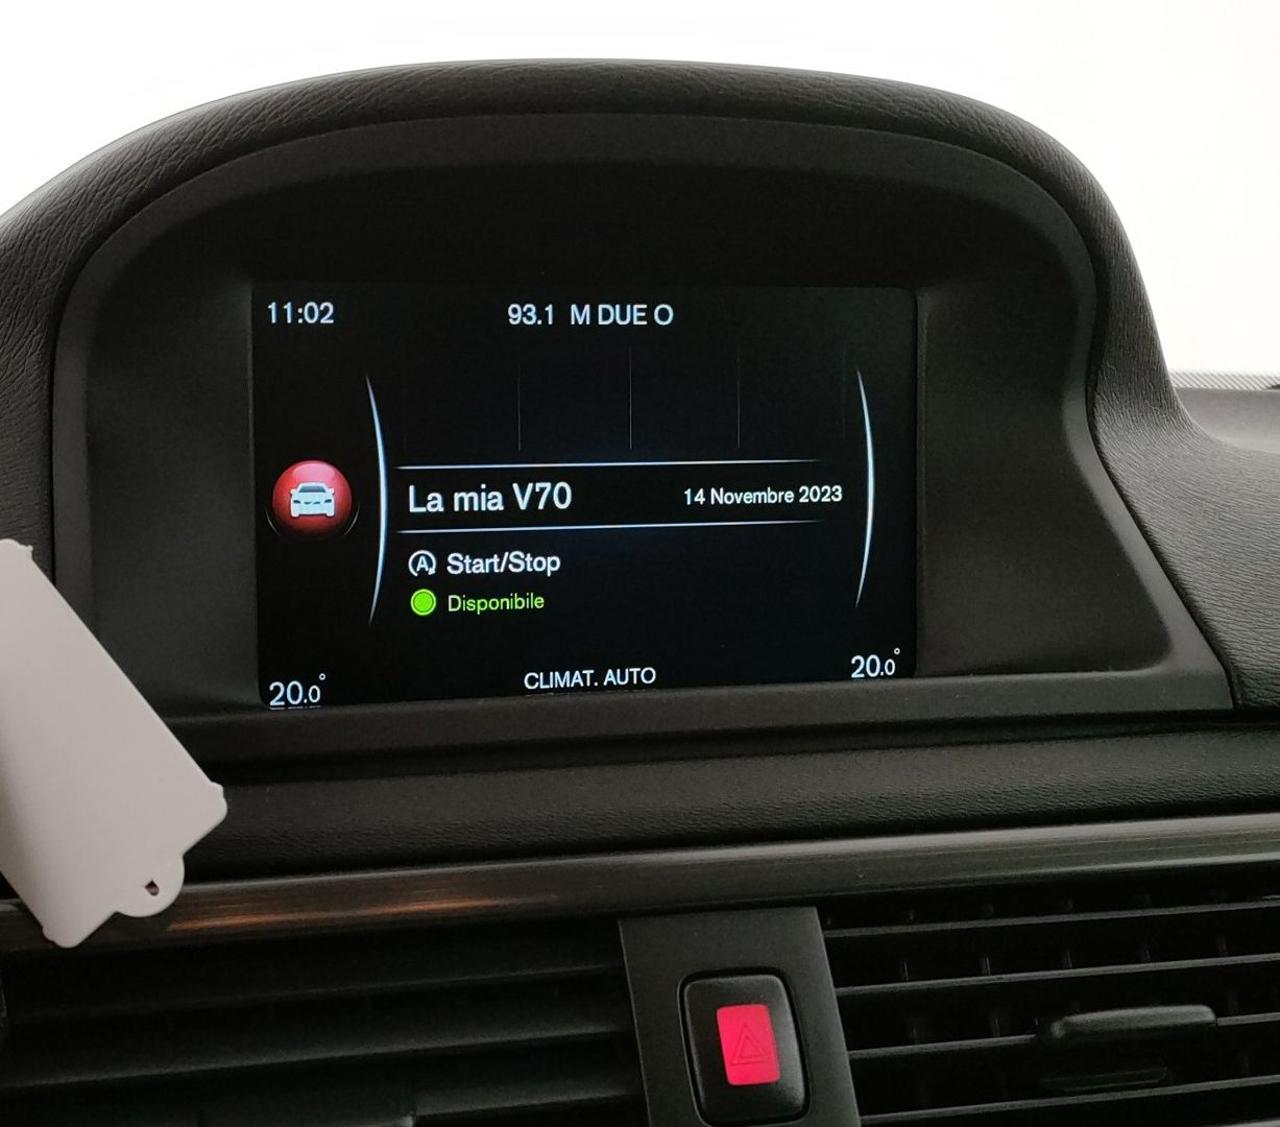 11:02
93.1 M DUE O
La mia V70
14 Novembre 2023
A Start/Stop
Disponibile
20.0°
CLIMAT. AUTO
20.0°